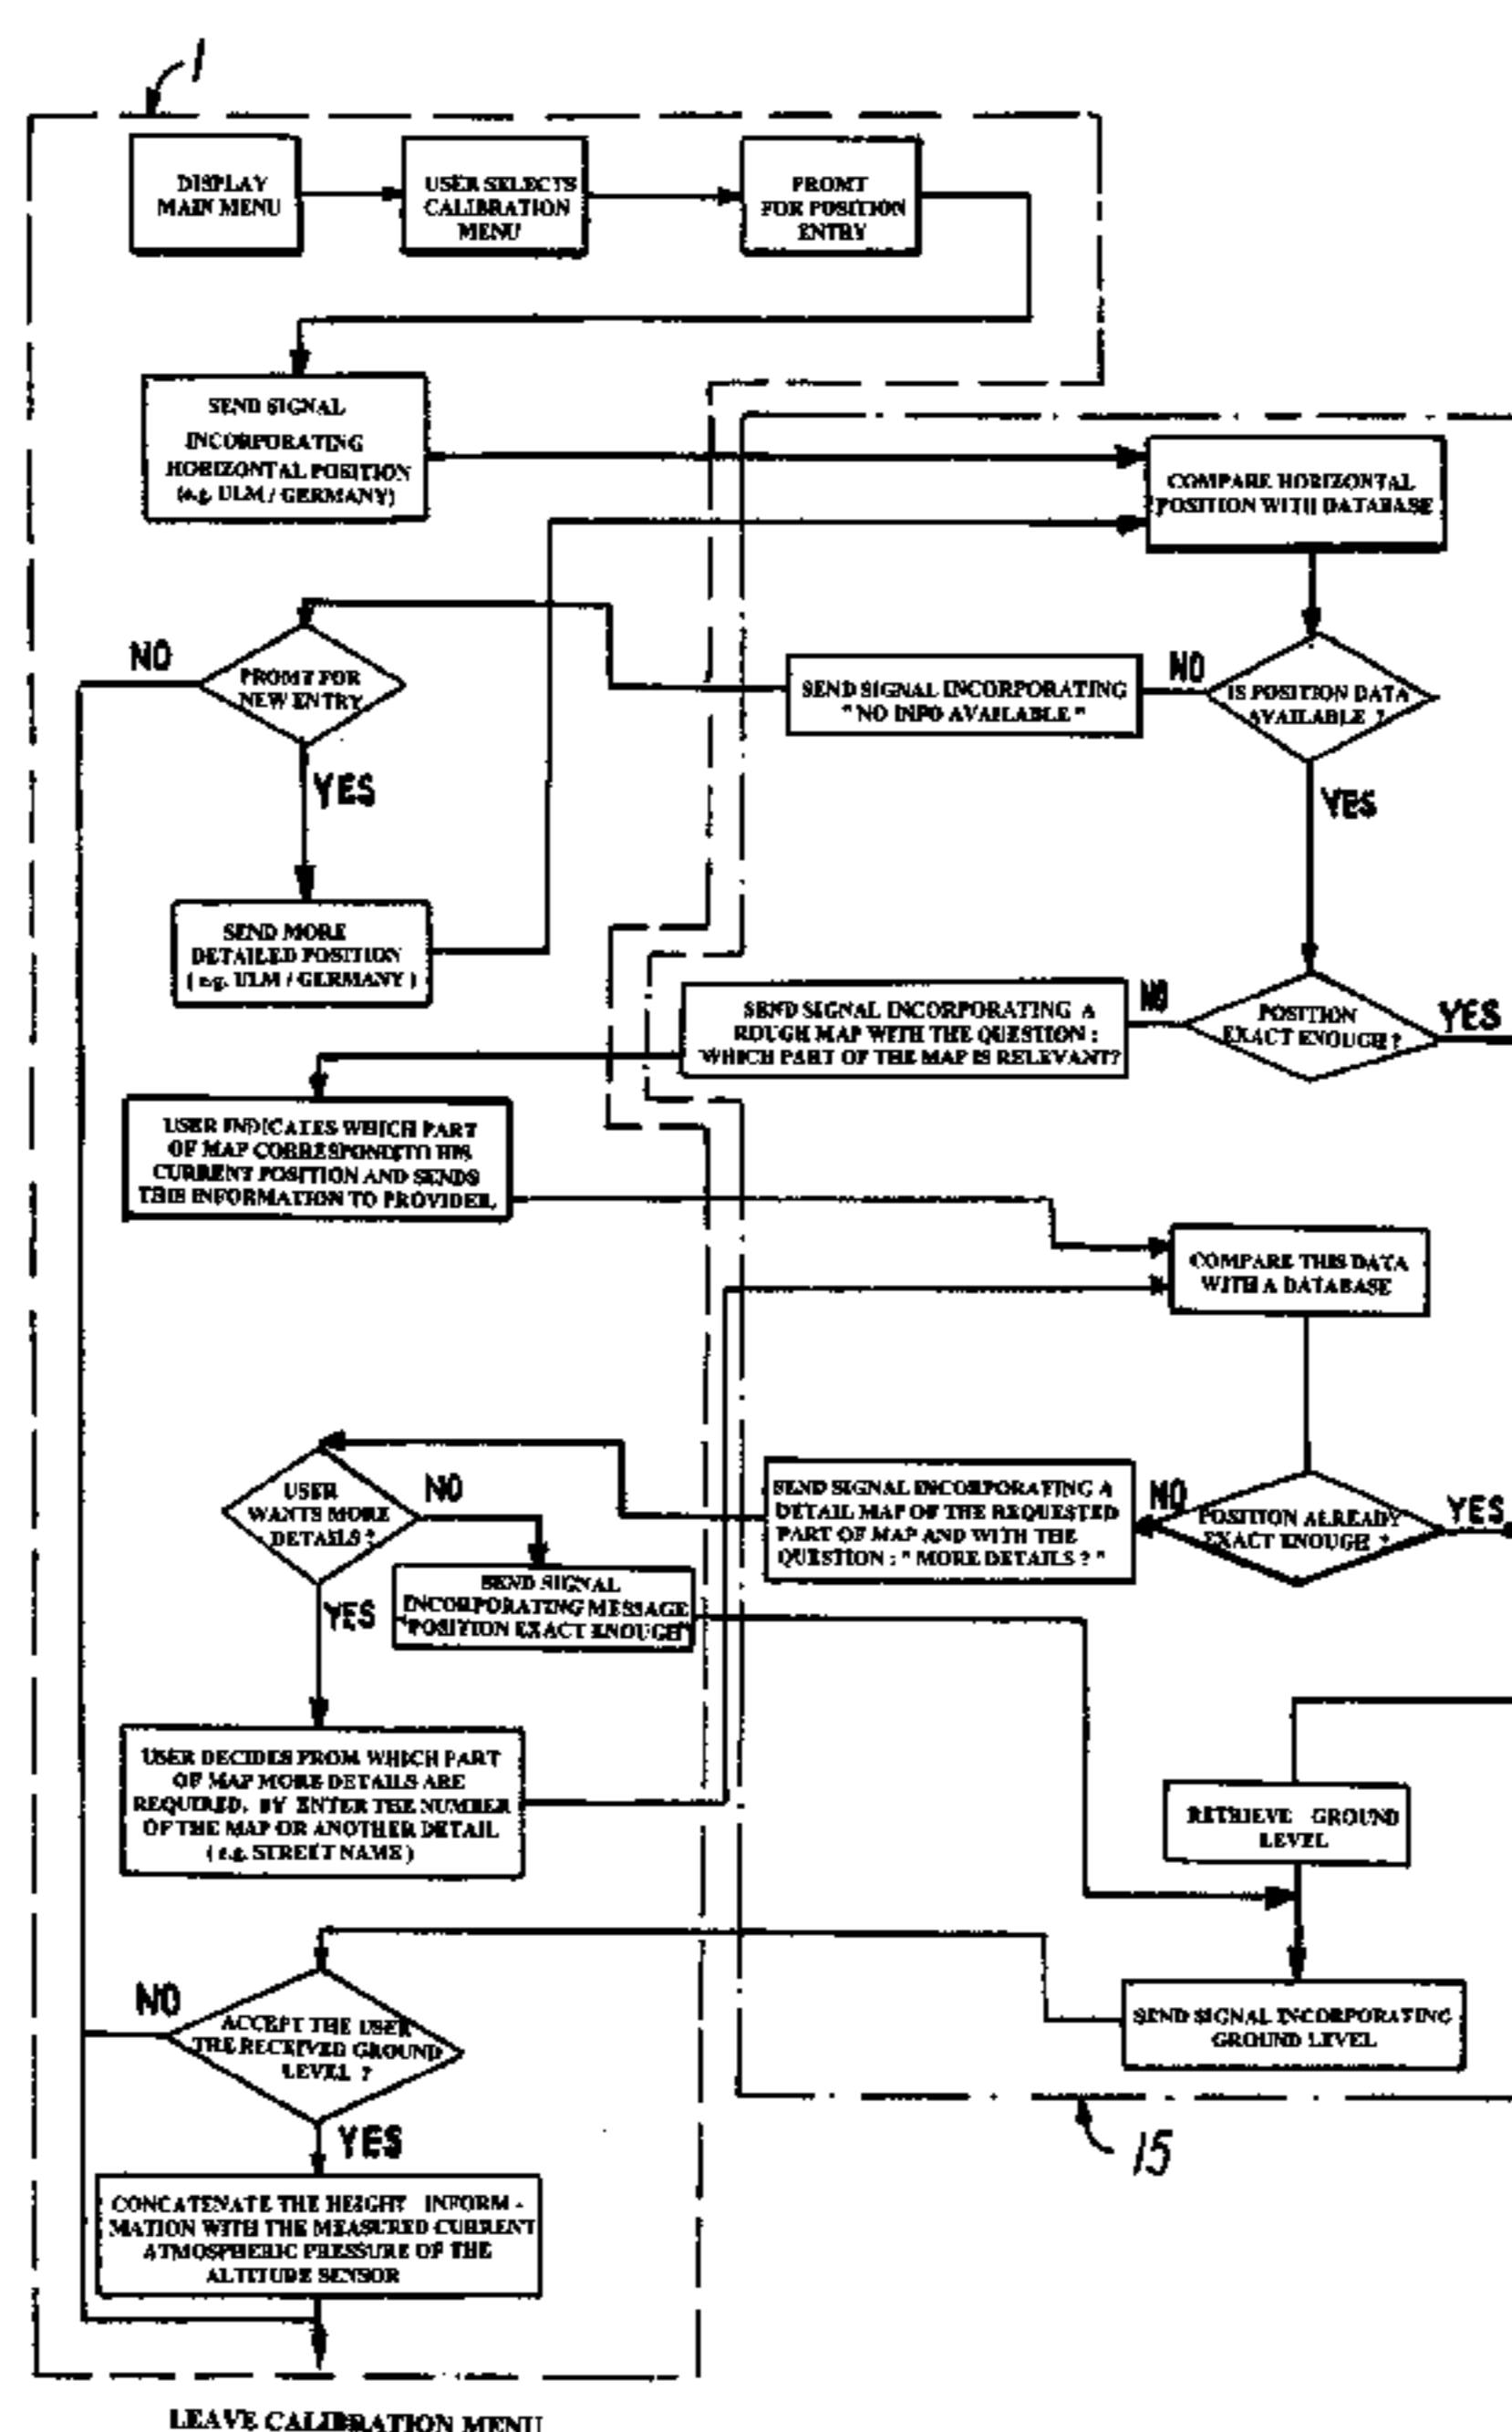 1
DISPLAY
MAIN MENU
USER SELECTS
CALIBRATION
MENU
PROMT
FOR POSITION
ENTRY
SEND SIGNAL
INCORPORATING
HORIZONTAL POSITION
(e.g. ULM / GERMANY)
COMPARE HORIZONTAL
POSITION WITH DATABASE
NO
PROMT FOR
NEW ENTRY
YES
SEND SIGNAL INCORPORATING
"NO INFO AVAILABLE"
NO
IS POSITION DATA
AVAILABLE ?
YES
SEND MORE
DETAILED POSITION
( e.g. ULM / GERMANY )
SEND SIGNAL INCORPORATING A
ROUGH MAP WITH THE QUESTION :
WHICH PART OF THE MAP IS RELEVANT?
NO
POSITION
EXACT ENOUGH ?
YES
USER INDICATES WHICH PART
OF MAP CORRESPOND TO HIS
CURRENT POSITION AND SENDS
THIS INFORMATION TO PROVIDER.
COMPARE THIS DATA
WITH A DATABASE
USER
WANTS MORE
DETAILS ?
NO
YES
SEND SIGNAL INCORPORATING A
DETAIL MAP OF THE REQUESTED
PART OF MAP AND WITH THE
QUESTION : " MORE DETAILS ? "
NO
POSITION ALREADY
EXACT ENOUGH ?
YES
SEND SIGNAL
INCORPORATING MESSAGE
"POSITION EXACT ENOUGH"
USER DECIDES FROM WHICH PART
OF MAP MORE DETAILS ARE
REQUIRED. BY ENTER THE NUMBER
OF THE MAP OR ANOTHER DETAIL
( e.g. STREET NAME )
RETRIEVE GROUND
LEVEL
NO
ACCEPT THE USER
THE RECEIVED GROUND
LEVEL ?
YES
SEND SIGNAL INCORPORATING
GROUND LEVEL
15
CONCATENATE THE HEIGHT INFORM -
MATION WITH THE MEASURED CURRENT
ATMOSPHERIC PRESSURE OF THE
ALTITUDE SENSOR
LEAVE CALIBRATION MENU